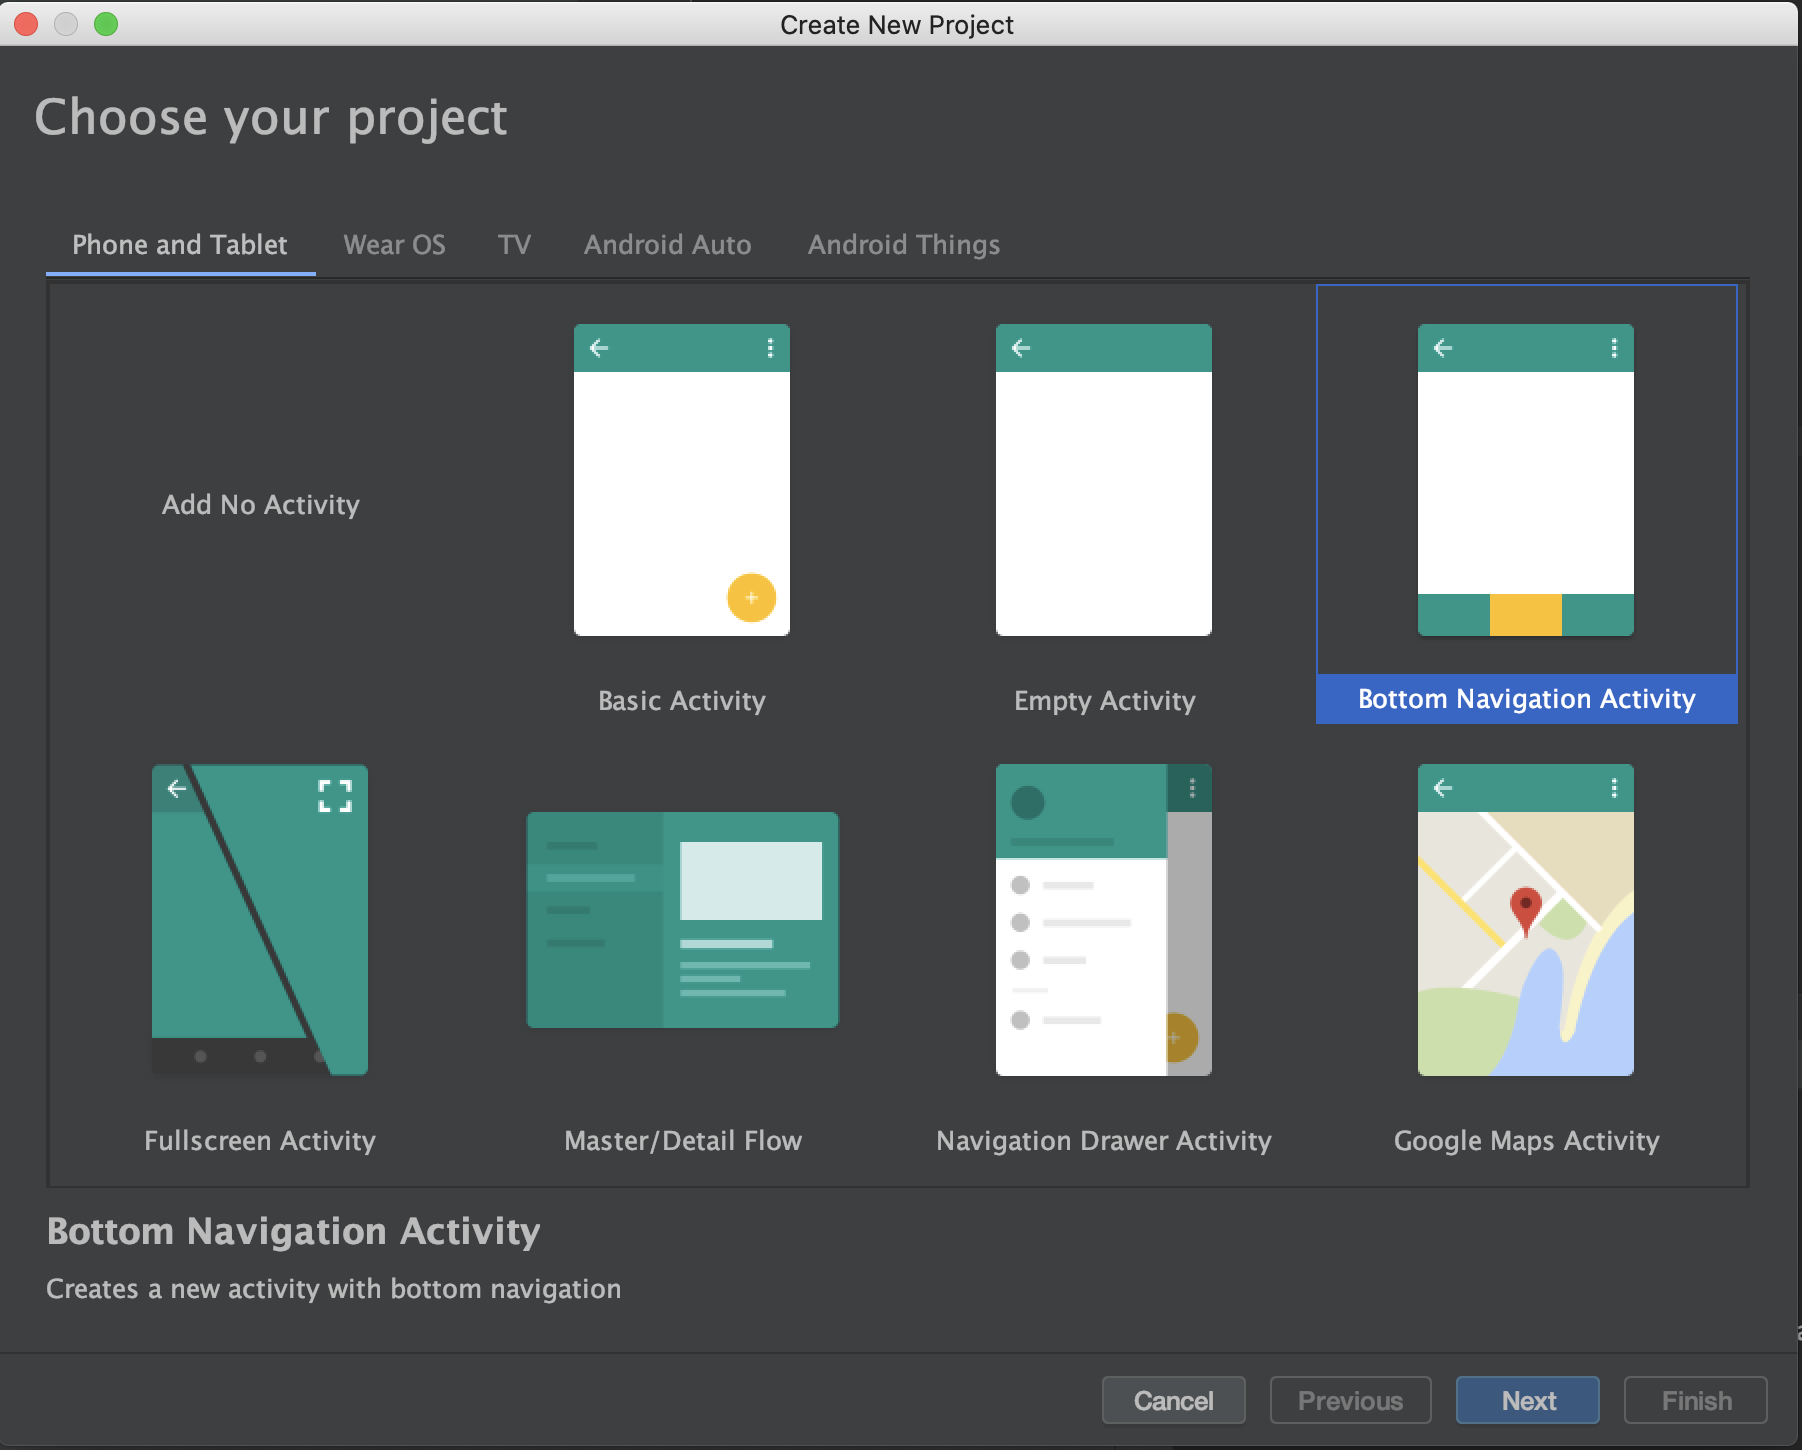 Create New Project
Choose your project
Phone and Tablet Wear OS TV Android Auto Android Things
Add No Activity
Basic Activity
Empty Activity
Bottom Navigation Activity
Fullscreen Activity
Master/Detail Flow
Navigation Drawer Activity
Google Maps Activity
Bottom Navigation Activity
Creates a new activity with bottom navigation
Cancel Previous Next Finish